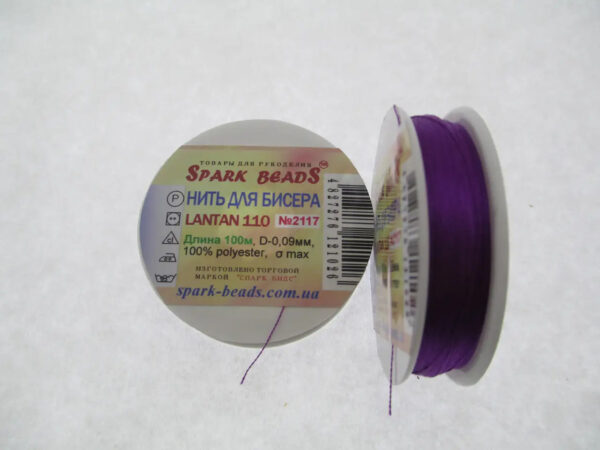 ТОВАРЫ ДЛЯ РУКОДЕЛИЯ
SPARK BEADS
P НИТЬ ДЛЯ БИСЕРА
LANTAN 110 №2117
Длина 100м, D-0,09мм,
100% polyester, σ max
ИЗГОТОВЛЕНО ТОРГОВОЙ
МАРКОЙ "СПАРК БИДС"
spark-beads.com.ua